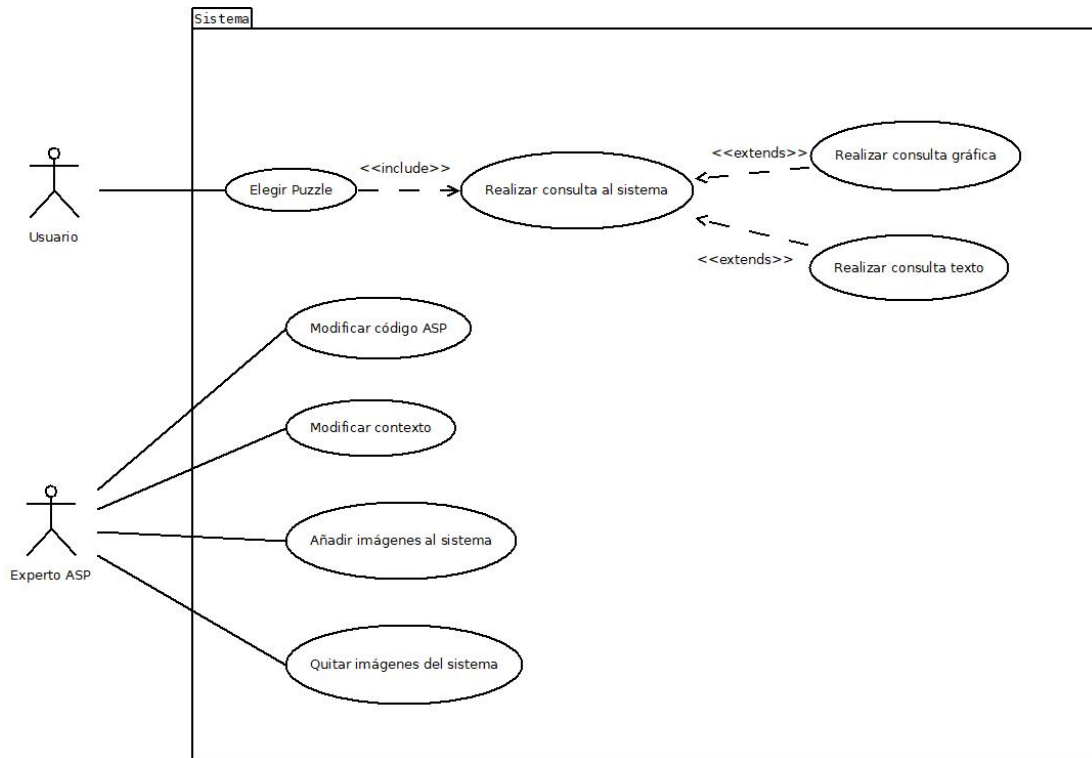 Sistema
<<include>>
<<extends>>
Realizar consulta gráfica
Elegir Puzzle
Realizar consulta al sistema
Usuario
<<extends>>
Realizar consulta texto
Modificar código ASP
Modificar contexto
Añadir imágenes al sistema
Experto ASP
Quitar imágenes del sistema